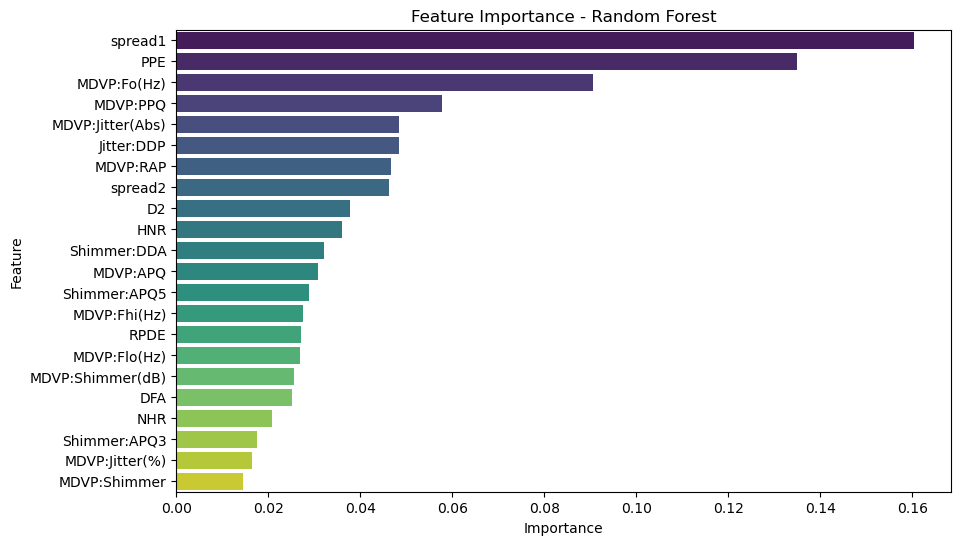 Feature Importance - Random Forest
spread1
PPE
MDVP:Fo(Hz)
MDVP:PPQ
MDVP:Jitter(Abs)
Jitter:DDP
MDVP:RAP
spread2
D2
HNR
Shimmer:DDA
MDVP:APQ
Shimmer:APQ5
MDVP:Fhi(Hz)
RPDE
MDVP:Flo(Hz)
MDVP:Shimmer(dB)
DFA
NHR
Shimmer:APQ3
MDVP:Jitter(%)
MDVP:Shimmer
Feature
0.00 0.02 0.04 0.06 0.08 0.10 0.12 0.14 0.16
Importance